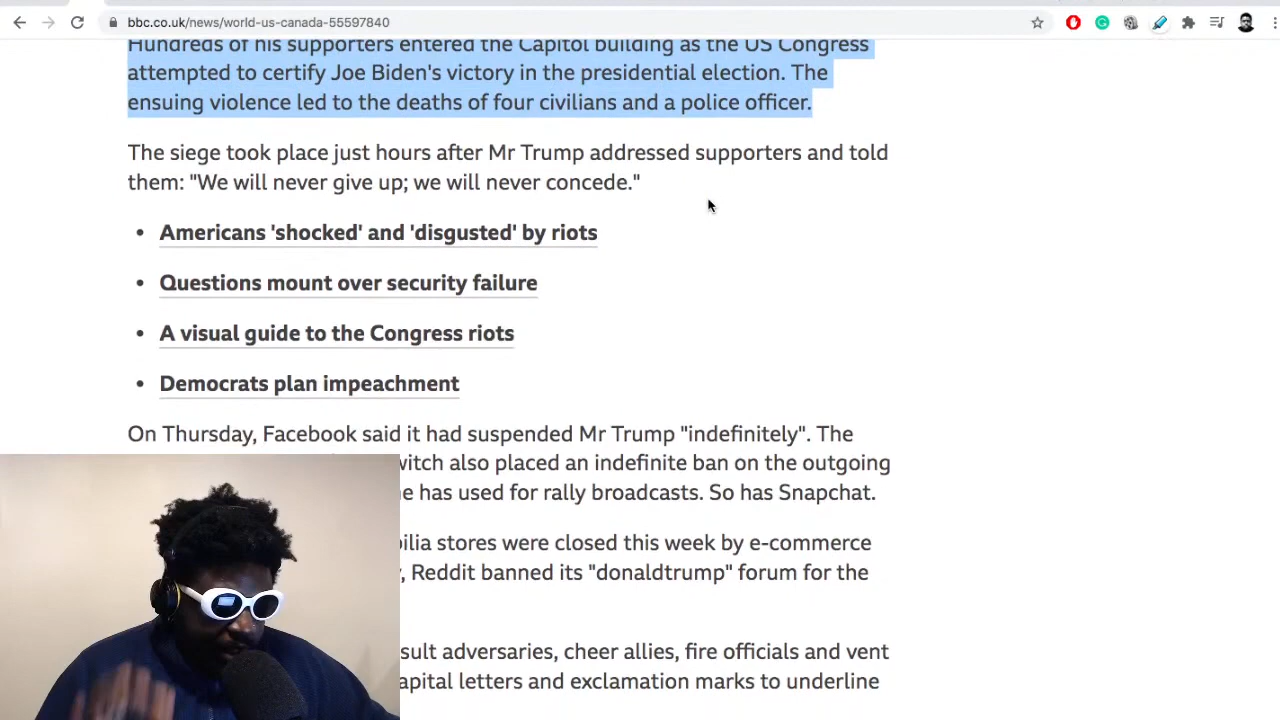 bbc.co.uk/news/world-us-canada-55597840
Hundreds of his supporters entered the Capitol building as the US Congress
attempted to certify Joe Biden's victory in the presidential election. The
ensuing violence led to the deaths of four civilians and a police officer.
The siege took place just hours after Mr Trump addressed supporters and told
them: "We will never give up; we will never concede."
• Americans 'shocked' and 'disgusted' by riots
• Questions mount over security failure
• A visual guide to the Congress riots
• Democrats plan impeachment
On Thursday, Facebook said it had suspended Mr Trump "indefinitely". The
also placed an indefinite ban on the outgoing
has used for rally broadcasts. So has Snapchat.
stores were closed this week by e-commerce
Reddit banned its "donaldtrump" forum for the
adversaries, cheer allies, fire officials and vent
letters and exclamation marks to underline